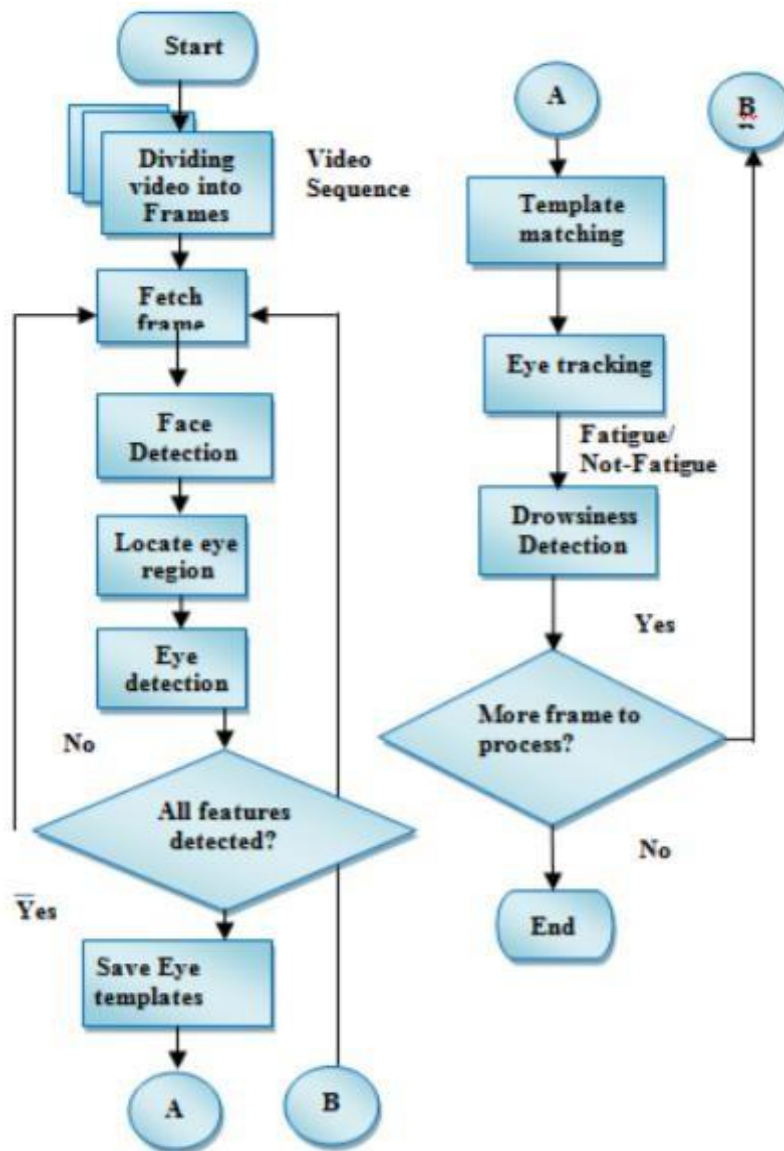 Start
Dividing
video into
Frames
Video
Sequence
Fetch
frame
Face
Detection
Locate eye
region
Eye
detection
No
All features
detected?
Yes
Save Eye
templates
A
B
A
B
Template
matching
Eye tracking
Fatigue/
Not-Fatigue
Drowsiness
Detection
Yes
More frame to
process?
No
End